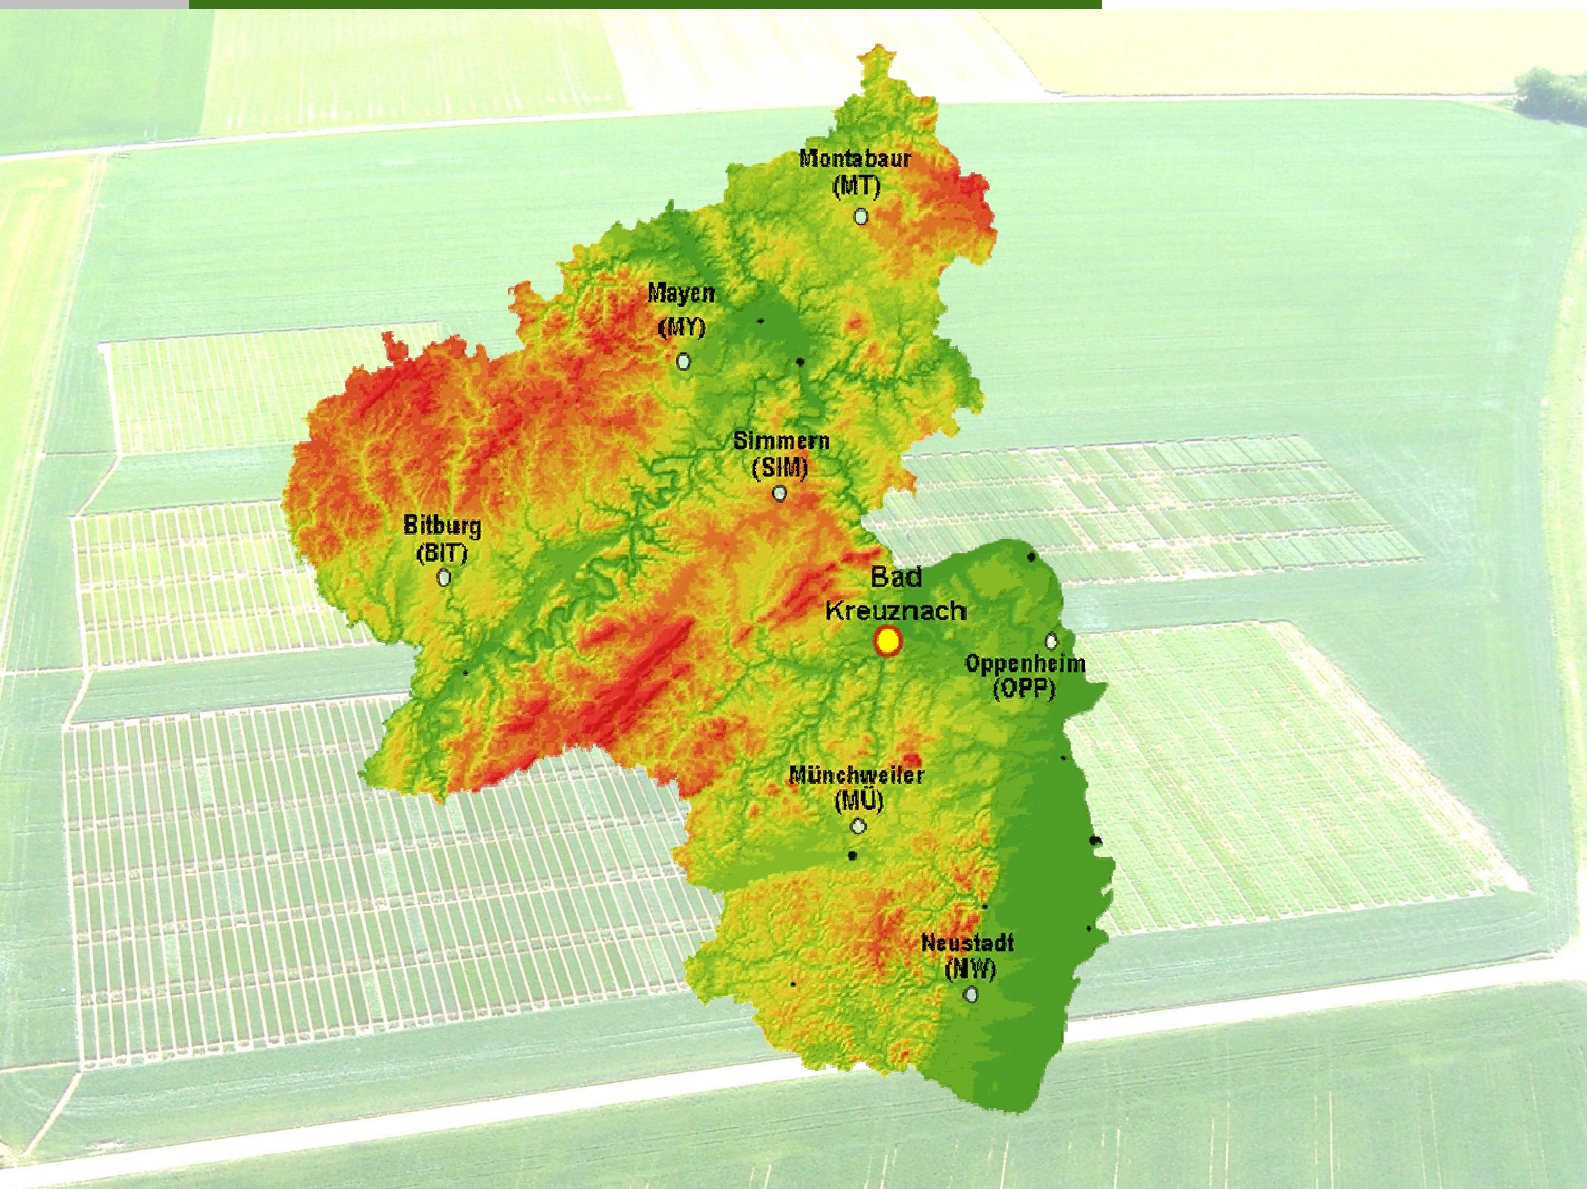 Montabaur
(MT)
Mayen
(MY)
Simmern
(SIM)
Bitburg
(BIT)
Bad
Kreuznach
Oppenheim
(OPP)
Münchweiler
(MÜ)
Neustadt
(NW)